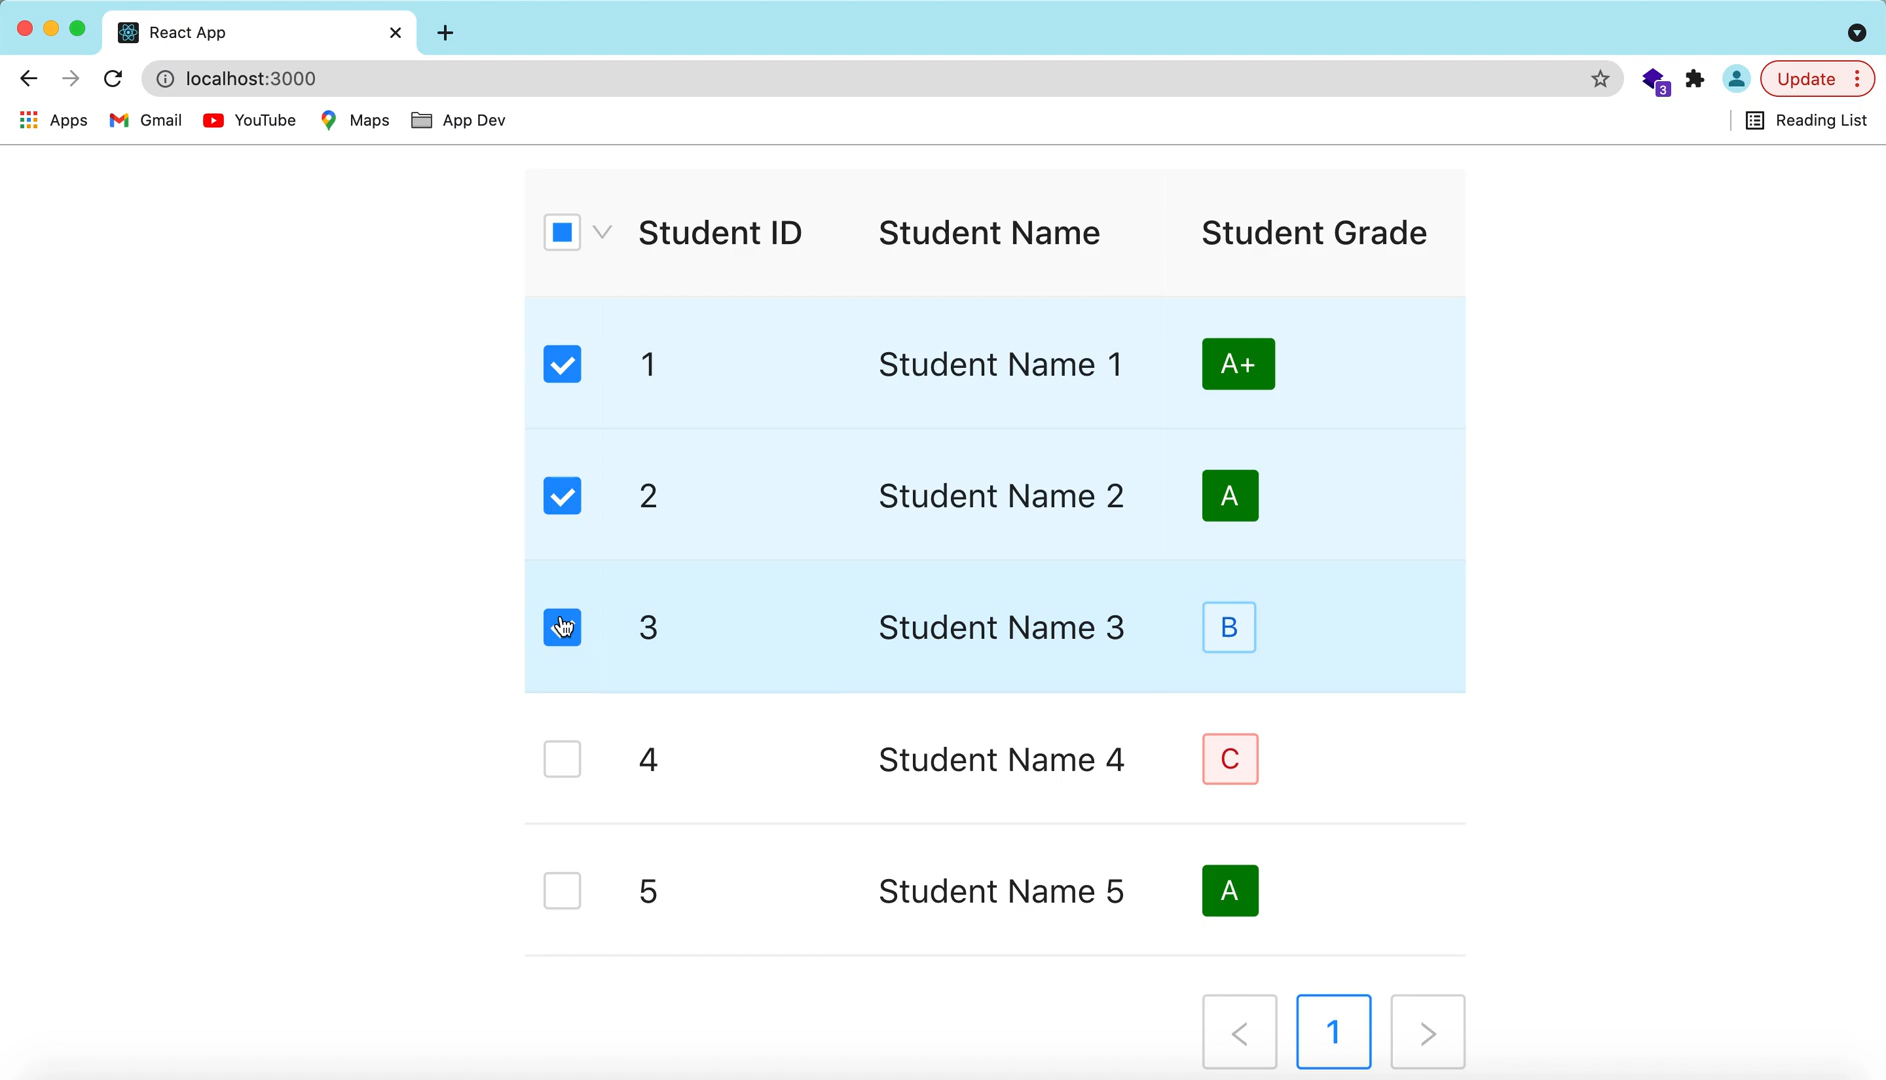 React App
localhost:3000
3
Update
Apps
Gmail
YouTube
Maps
App Dev
Reading List
Student ID
Student Name
Student Grade
1
Student Name 1
A+
2
Student Name 2
A
3
Student Name 3
B
4
Student Name 4
C
5
Student Name 5
A
1